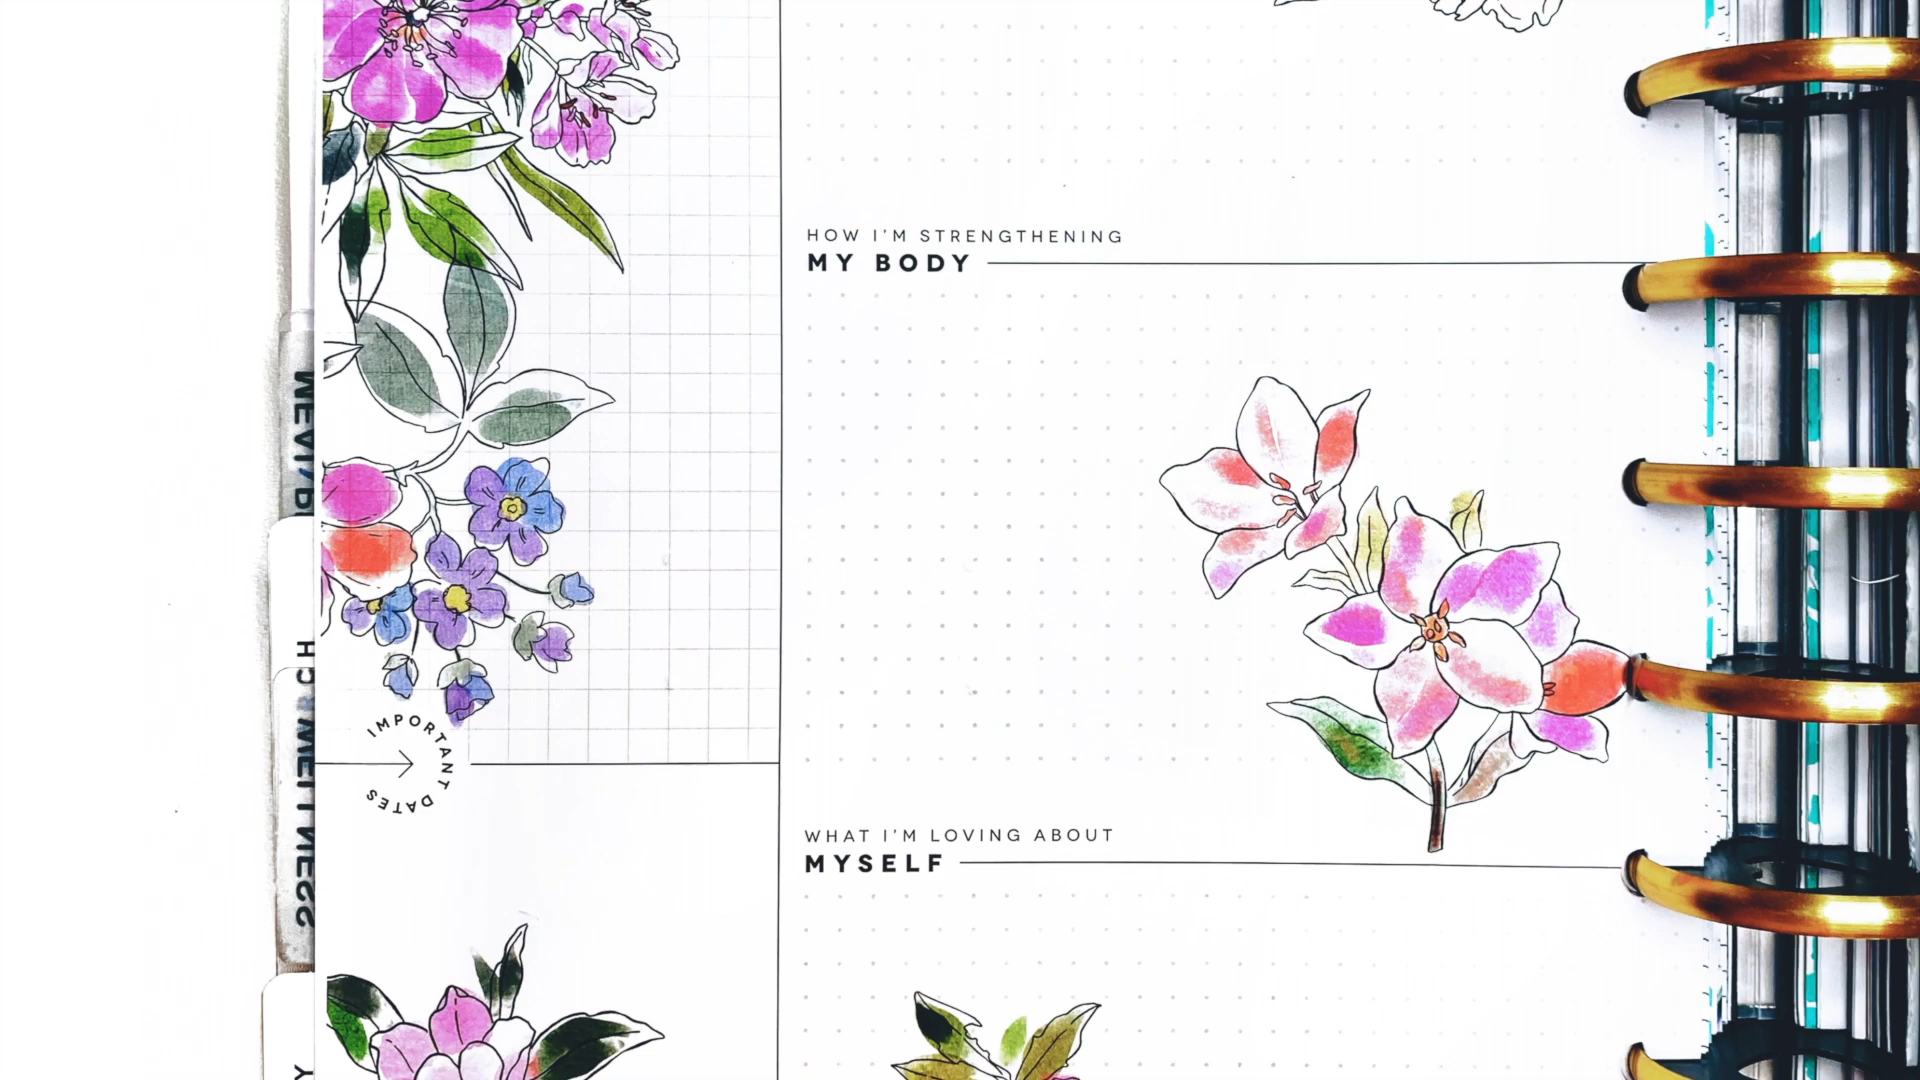 HOW I'M STRENGTHENING
MY BODY
IMPORTANT DATES
WHAT I'M LOVING ABOUT
MYSELF